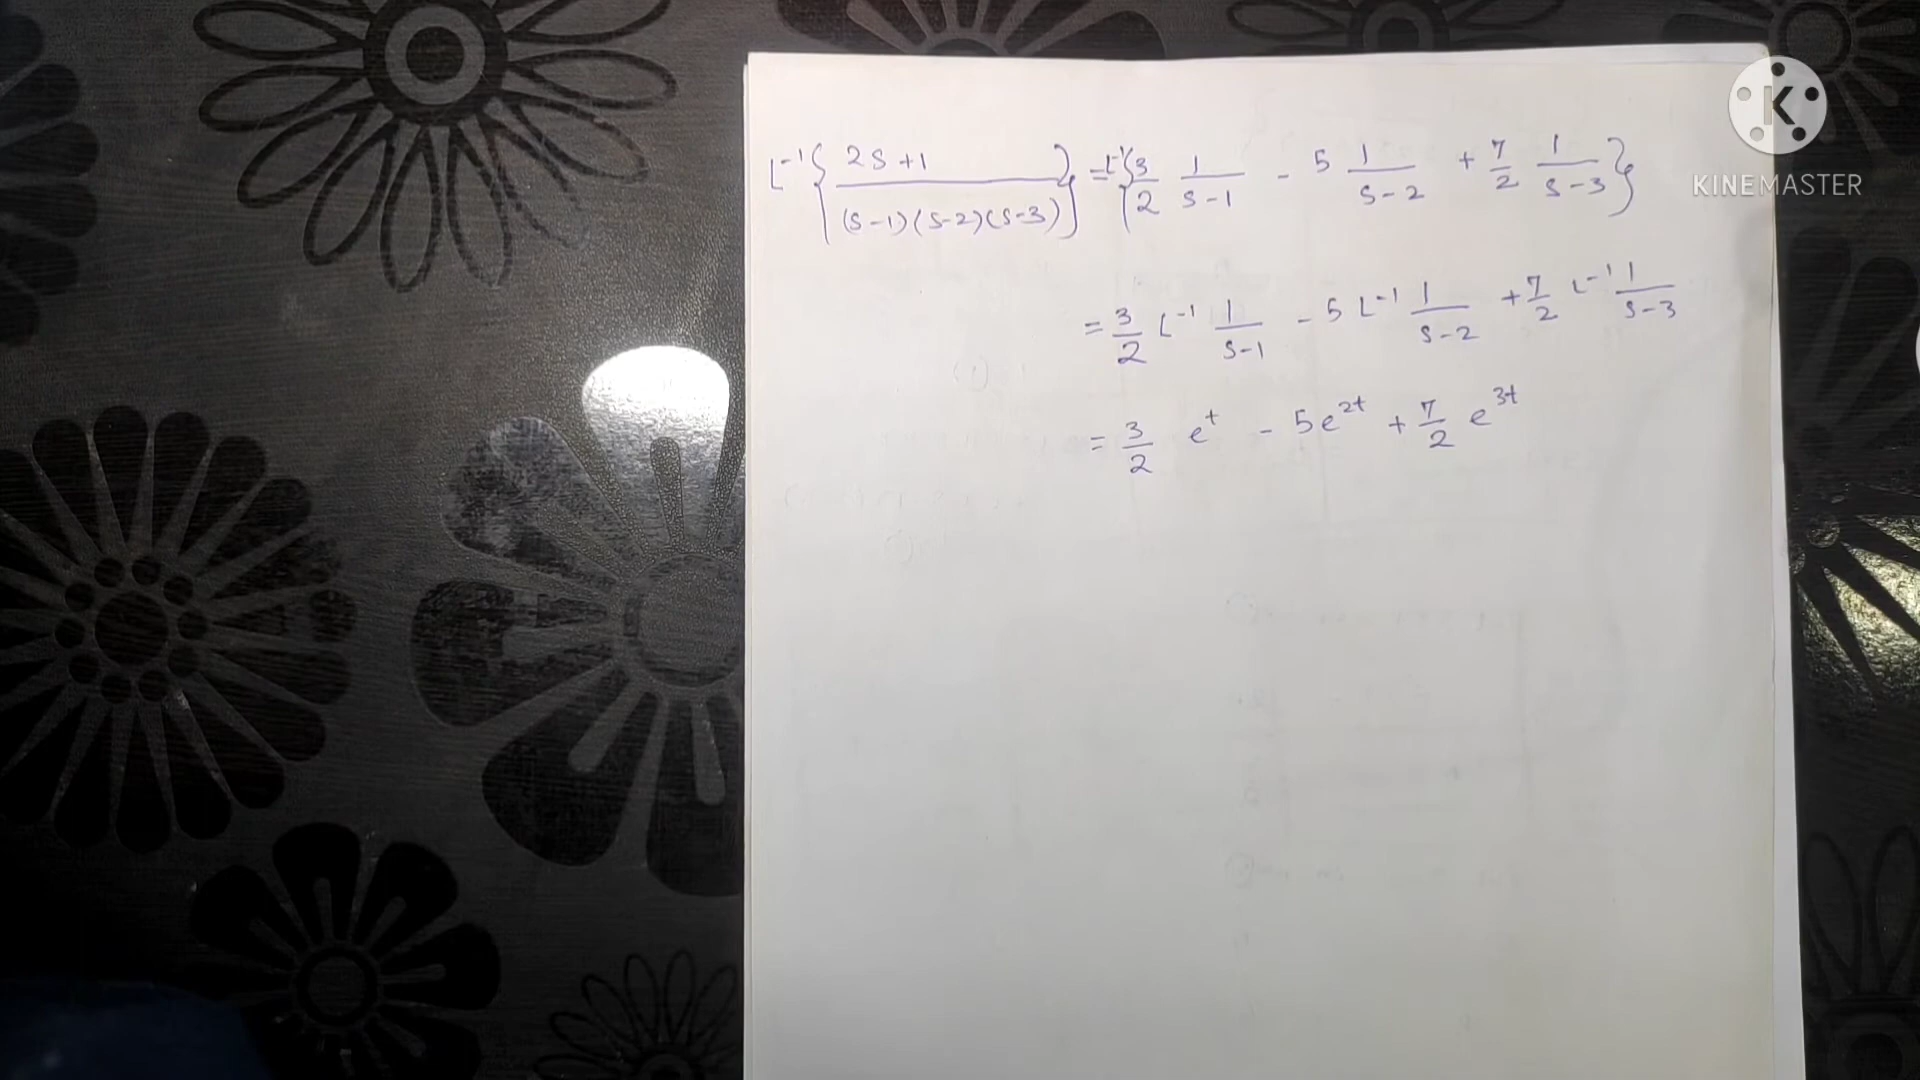 L⁻¹{ 2s+1 / (s-1)(s-2)(s-3) } = L⁻¹{ 3/2 1/(s-1) - 5 1/(s-2) + 7/2 1/(s-3) }
= 3/2 L⁻¹ 1/(s-1) - 5 L⁻¹ 1/(s-2) + 7/2 L⁻¹ 1/(s-3)
= 3/2 e^t - 5e^2t + 7/2 e^3t
K
KINEMASTER